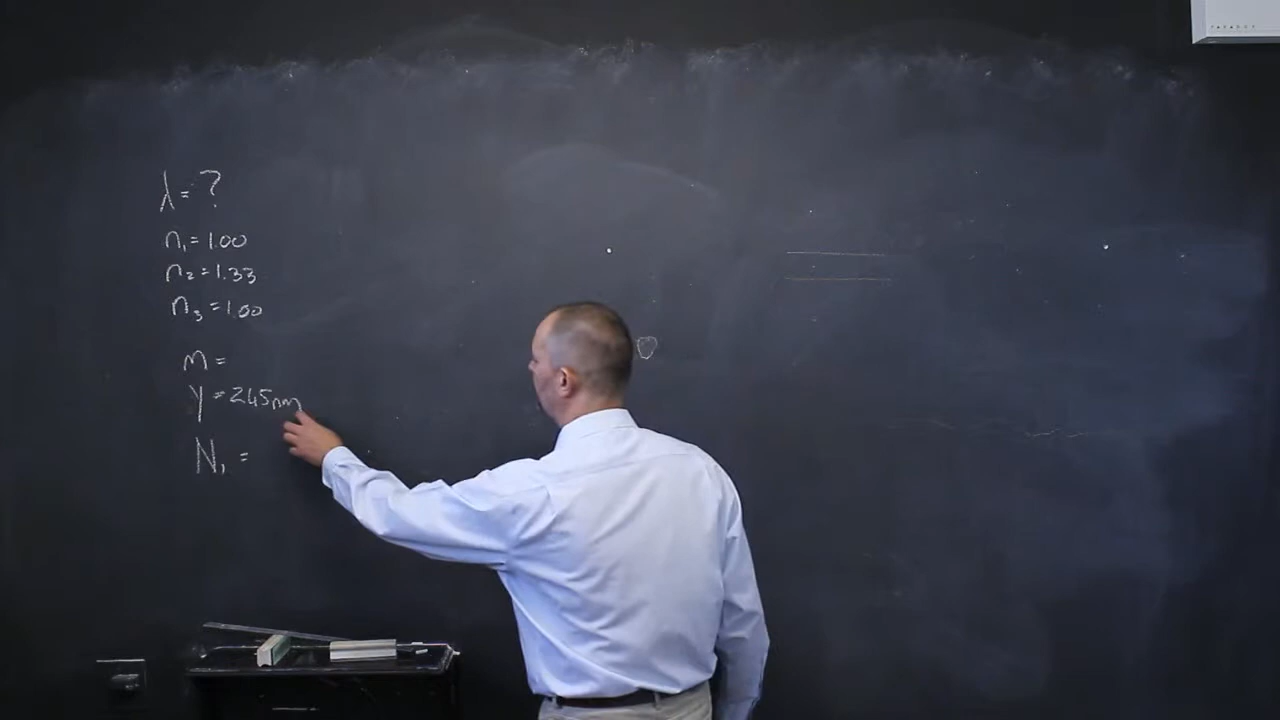 λ = ?
n₁ = 1.00
n₂ = 1.33
n₃ = 1.00
m =
y = 245nm
N₁ =